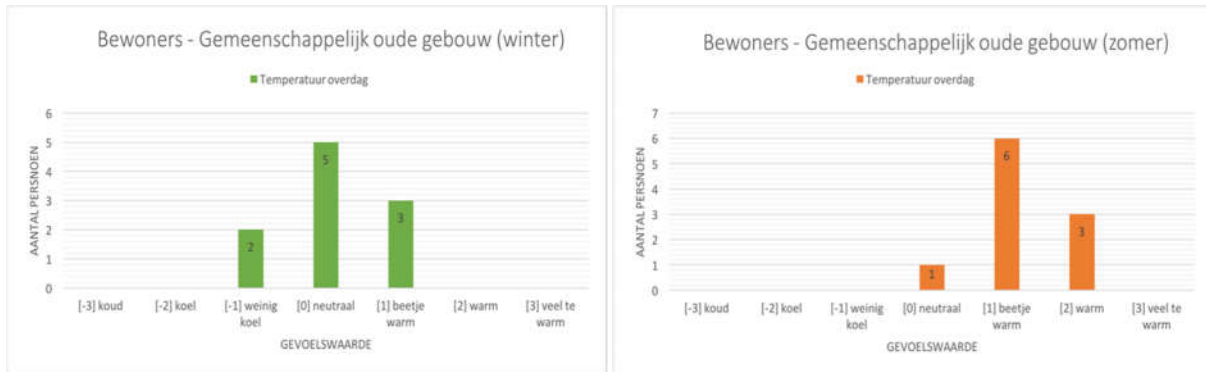 Bewoners - Gemeenschappelijk oude gebouw (winter)
Temperatuur overdag
AANTAL PERSNOEN
6
5
4
3
2
1
0
2
5
3
[-3] koud
[-2] koel
[-1] weinig
koel
[0] neutraal
[1] beetje
warm
[2] warm
[3] veel te
warm
GEVOELSWAARDE
Bewoners - Gemeenschappelijk oude gebouw (zomer)
Temperatuur overdag
AANTAL PERSNOEN
7
6
5
4
3
2
1
0
1
6
3
[-3] koud
[-2] koel
[-1] weinig
koel
[0] neutraal
[1] beetje
warm
[2] warm
[3] veel te
warm
GEVOELSWAARDE